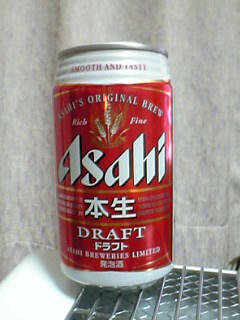 SMOOTH AND TASTY
ASAHI'S ORIGINAL BREW
Rich Fine
Asahi
本生
DRAFT
ドラフト
ASAHI BREWERIES LIMITED
発泡酒